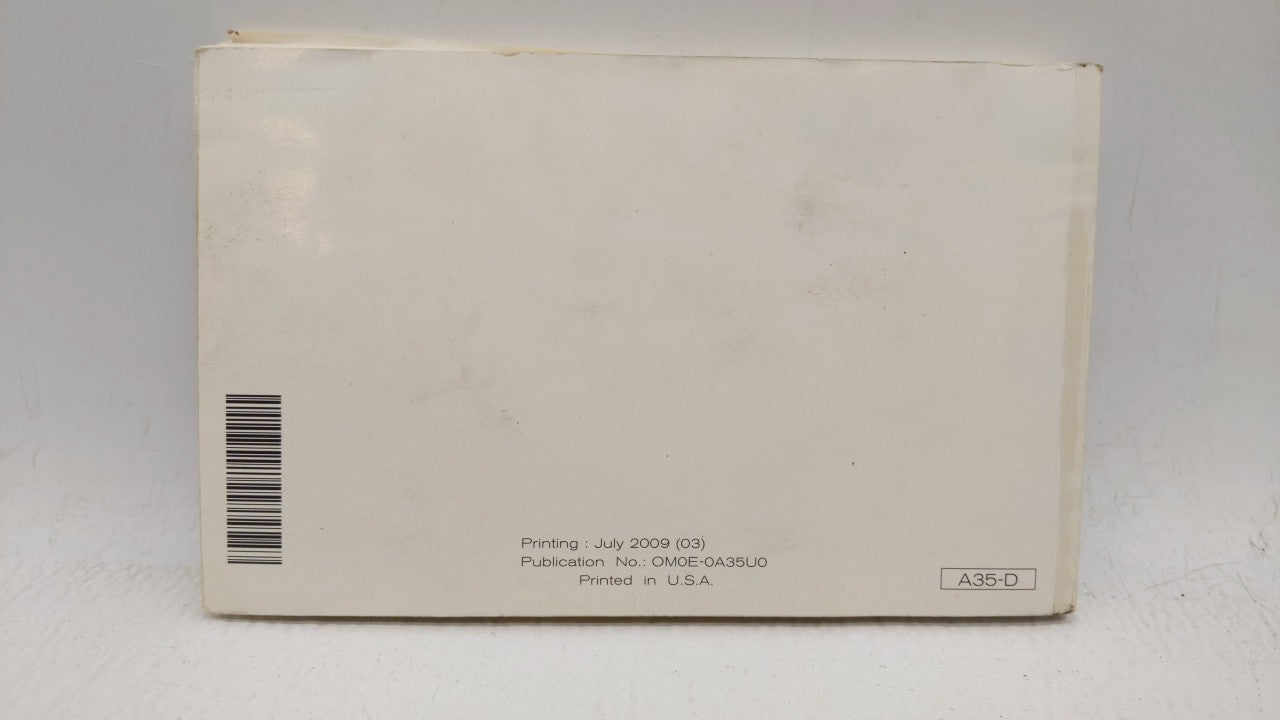 Printing : July 2009 (03)
Publication No.: OM0E-0A35U0
Printed in U.S.A.
A35-D